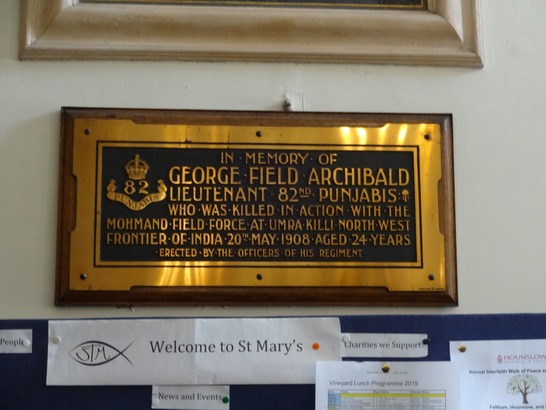 82
PUNJABIS
IN · MEMORY · OF
GEORGE · FIELD · ARCHIBALD
LIEUTENANT · 82ND · PUNJABIS ·
WHO · WAS · KILLED · IN · ACTION · WITH · THE
MOHMAND · FIELD · FORCE · AT · UMRA · KILLI · NORTH · WEST
FRONTIER · OF · INDIA · 20TH · MAY · 1908 · AGED · 24 · YEARS
· ERECTED · BY · THE · OFFICERS · OF · HIS · REGIMENT ·
People
STM
Welcome to St Mary's
Charities we Support
News and Events
Vineyard Lunch Programme 2019
HOUNSLOW
Annual Interfaith Walk of Peace
Feltham, Hounslow, and